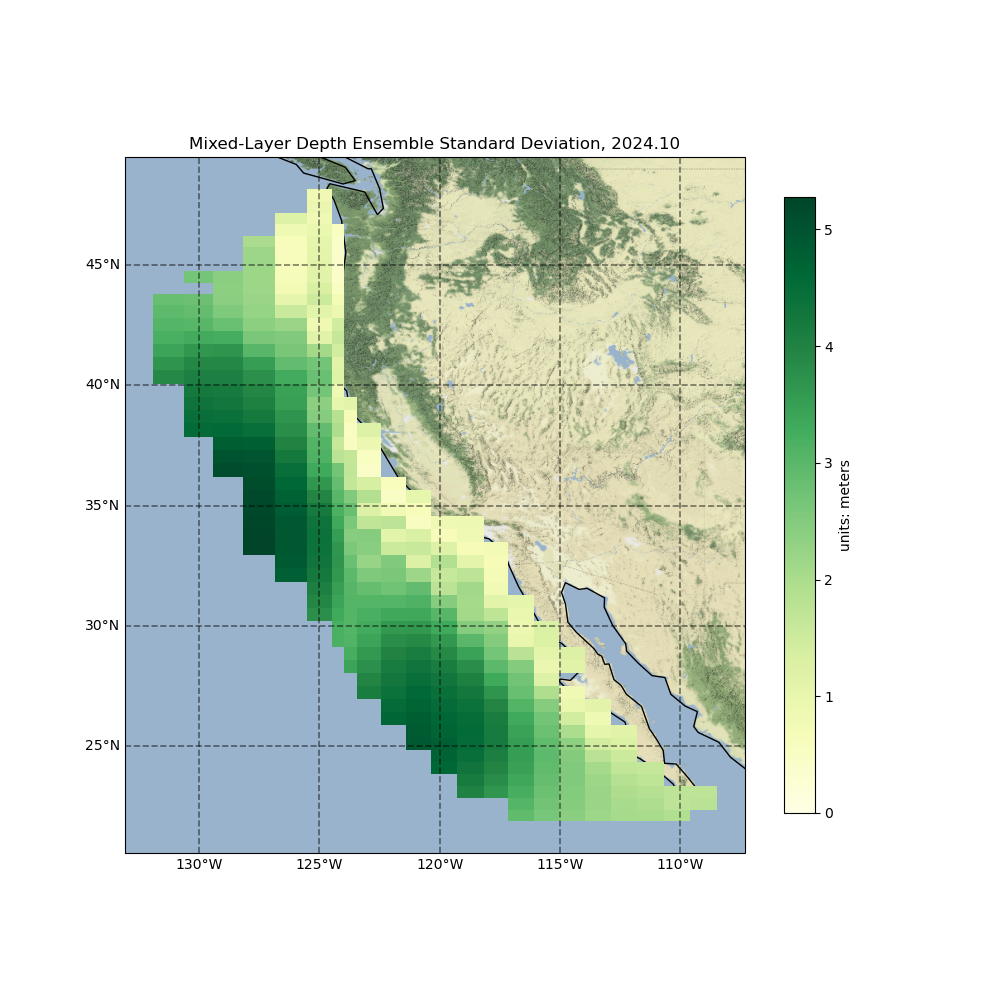 Mixed-Layer Depth Ensemble Standard Deviation, 2024.10
45°N
40°N
35°N
30°N
25°N
130°W
125°W
120°W
115°W
110°W
5
4
3
2
1
0
units: meters